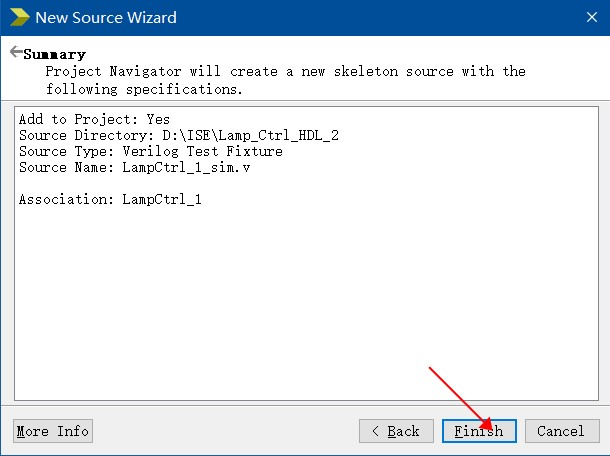 New Source Wizard
Summary
Project Navigator will create a new skeleton source with the
following specifications.
Add to Project: Yes
Source Directory: D:\ISE\Lamp_Ctrl_HDL_2
Source Type: Verilog Test Fixture
Source Name: LampCtrl_1_sim.v
Association: LampCtrl_1
More Info
< Back
Finish
Cancel